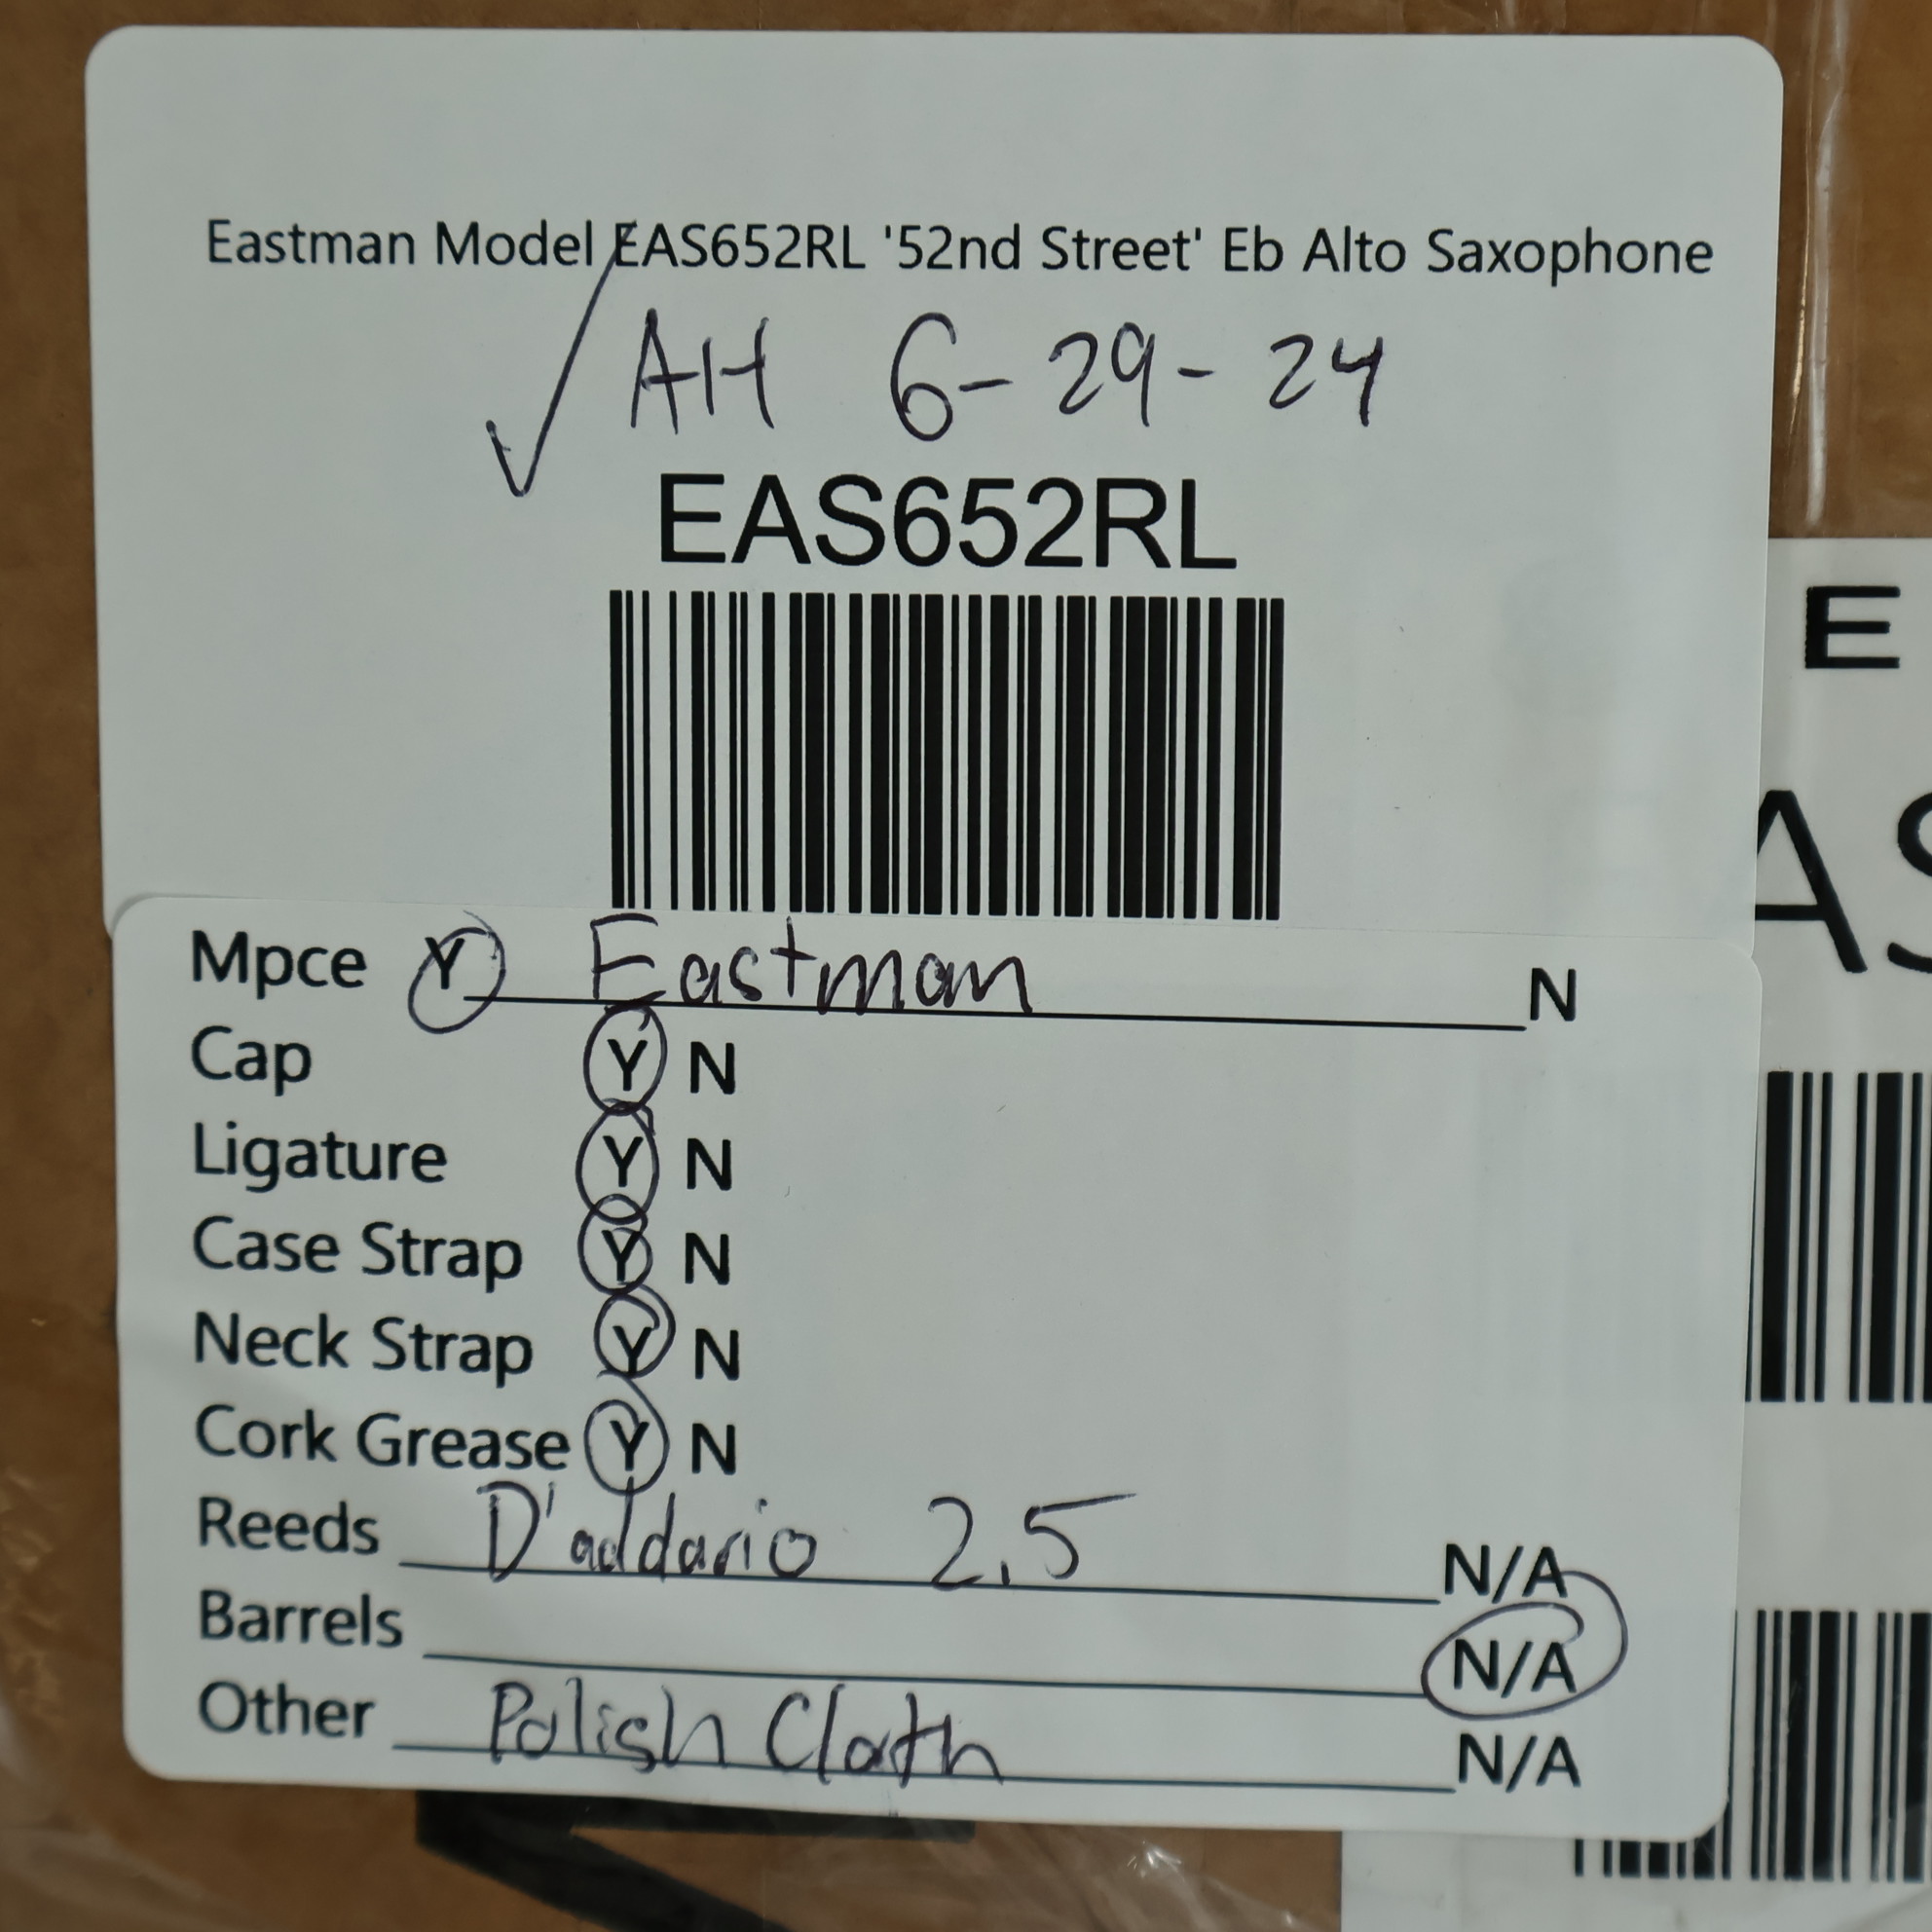 Eastman Model EAS652RL '52nd Street' Eb Alto Saxophone
✓ AH 6-29-24
EAS652RL
Mpce Y Eastman N
Cap Y N
Ligature Y N
Case Strap Y N
Neck Strap Y N
Cork Grease Y N
Reeds D'addario 2.5 N/A
Barrels N/A
Other Polish Cloth N/A
E
AS